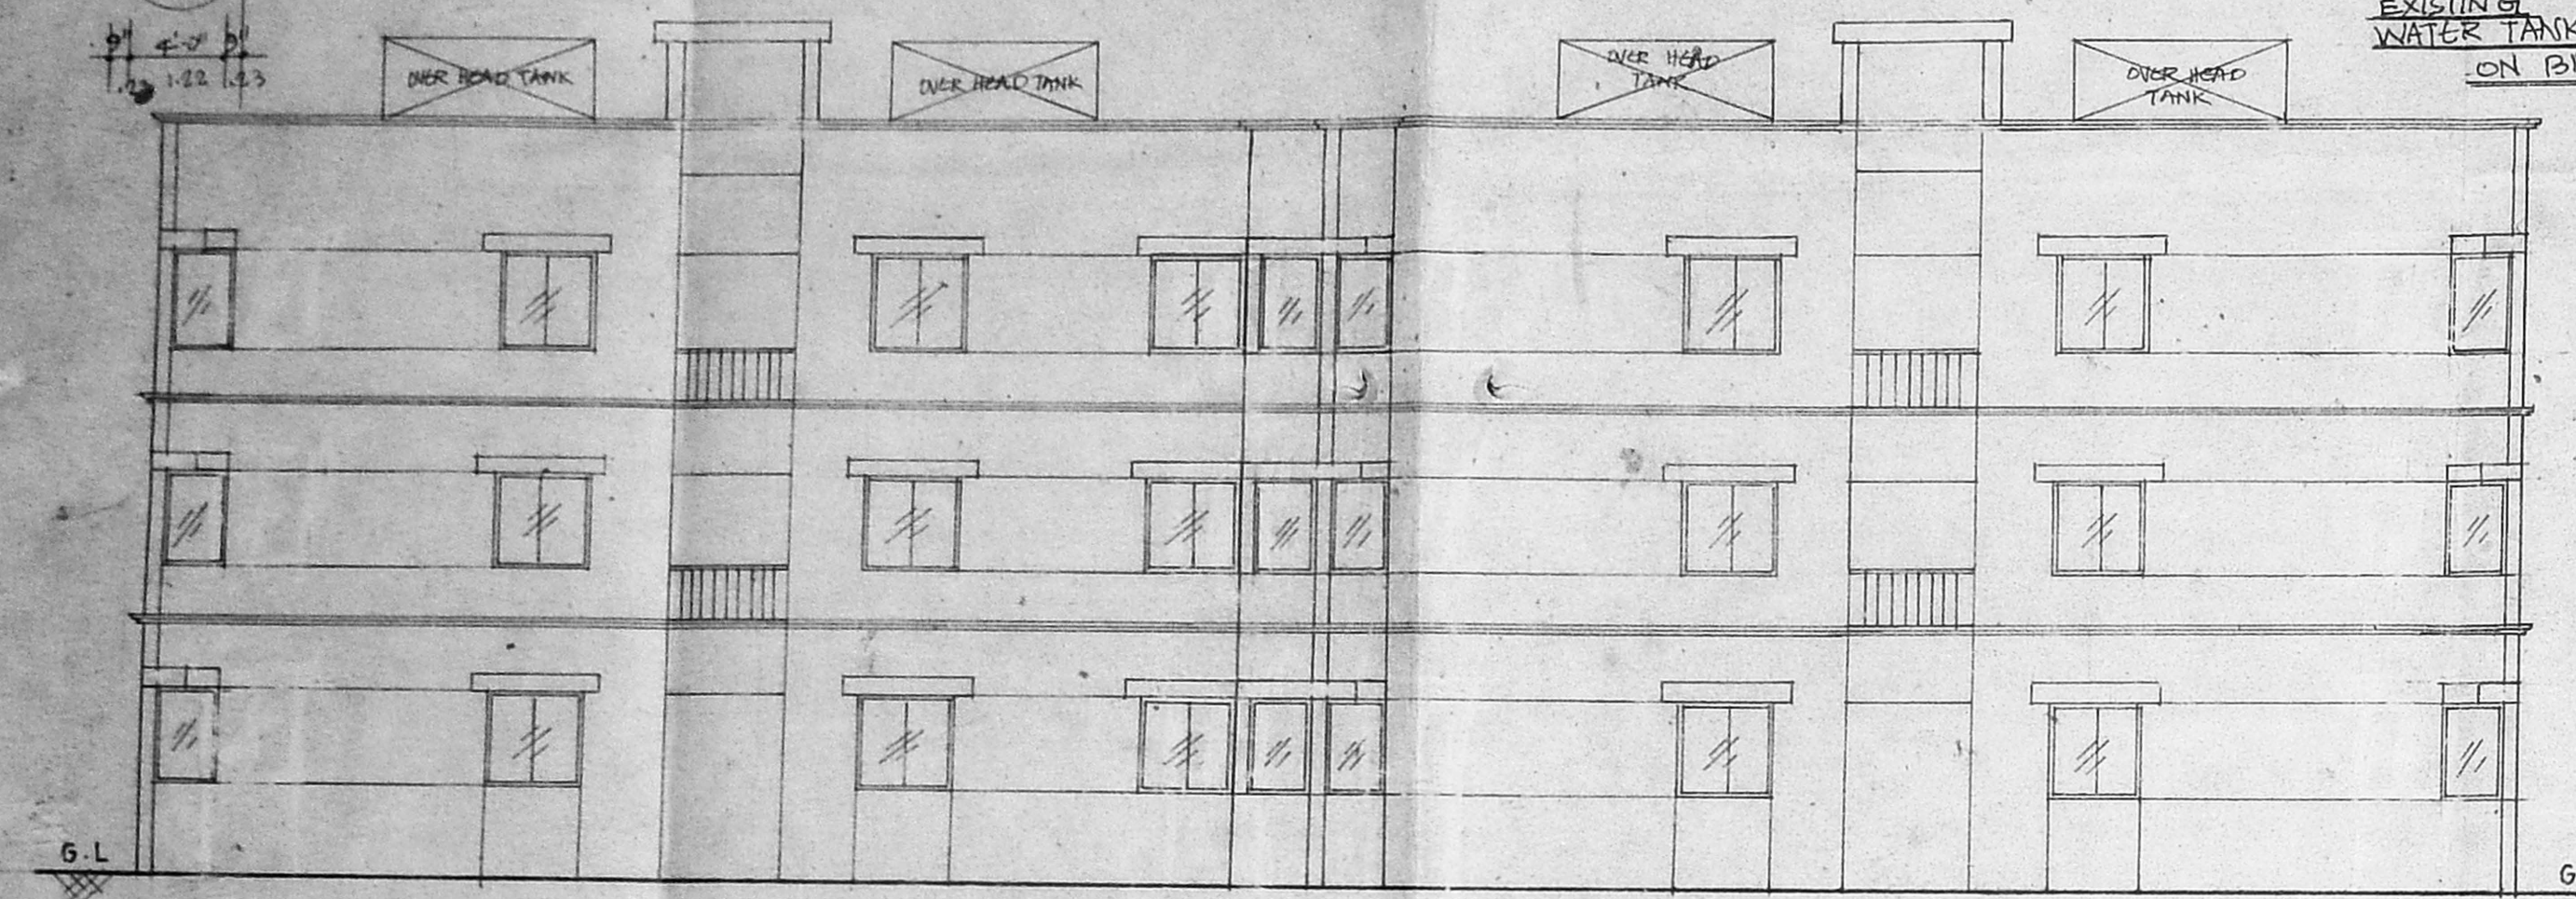 EXISTING
WATER TANK
ON
9" 4'-0" 9"
.23 1.22 .23
OVER HEAD TANK
OVER HEAD TANK
OVER HEAD
TANK
OVER HEAD
TANK
G.L
G